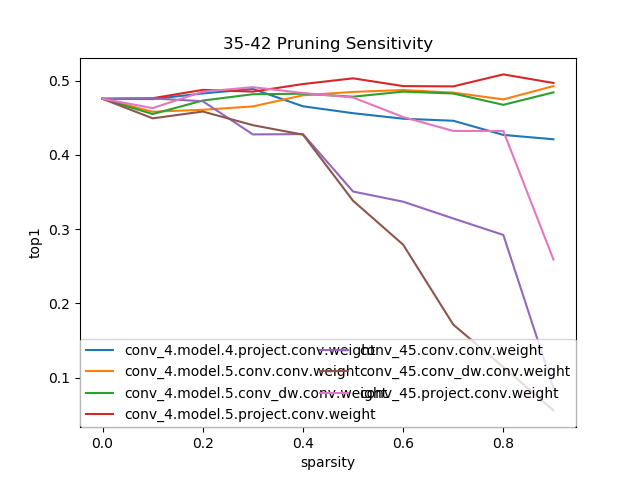 35-42 Pruning Sensitivity
0.5
0.4
0.3
0.2
0.1
top1
conv_4.model.4.project.conv.weight
conv_4.model.5.conv.conv.weight
conv_4.model.5.conv_dw.conv.weight
conv_4.model.5.project.conv.weight
conv_45.conv.conv.weight
conv_45.conv_dw.conv.weight
conv_45.project.conv.weight
0.0 0.2 0.4 0.6 0.8
sparsity